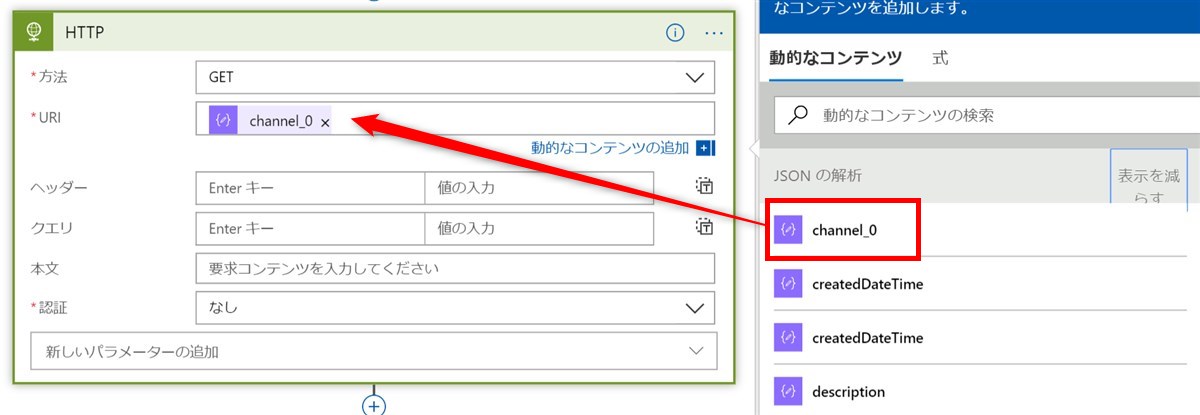 HTTP
*方法
GET
*URI
channel_0 ×
動的なコンテンツの追加
ヘッダー
Enter キー
値の入力
クエリ
Enter キー
値の入力
本文
要求コンテンツを入力してください
*認証
なし
新しいパラメーターの追加
なコンテンツを追加します。
動的なコンテンツ
式
動的なコンテンツの検索
JSON の解析
表示を減
らす
channel_0
createdDateTime
createdDateTime
description